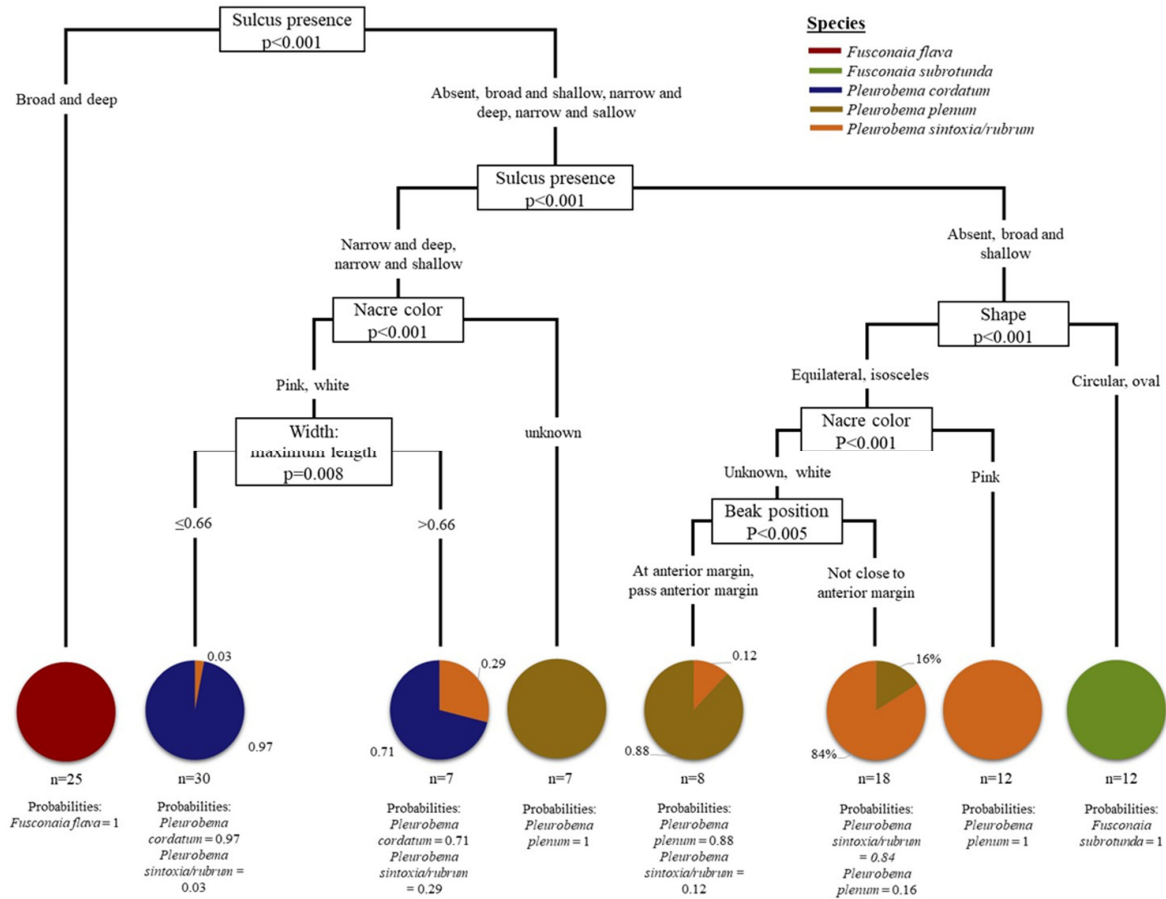 Sulcus presence
p<0.001
Species
Fusconaia flava
Fusconaia subrotunda
Pleurobema cordatum
Pleurobema plenum
Pleurobema sintoxia/rubrum
Broad and deep
Absent, broad and shallow, narrow and
deep, narrow and sallow
Sulcus presence
p<0.001
Narrow and deep,
narrow and shallow
Absent, broad and
shallow
Nacre color
p<0.001
Shape
p<0.001
Pink, white
unknown
Equilateral, isosceles
Circular, oval
Width:
maximum length
p=0.008
Nacre color
P<0.001
Unknown, white
Pink
Beak position
P<0.005
≤0.66
>0.66
At anterior margin,
pass anterior margin
Not close to
anterior margin
0.03
0.97
0.29
0.71
0.12
0.88
16%
84%
n=25
n=30
n=7
n=7
n=8
n=18
n=12
n=12
Probabilities:
Fusconaia flava = 1
Probabilities:
Pleurobema
cordatum = 0.97
Pleurobema
sintoxia/rubrum =
0.03
Probabilities:
Pleurobema
cordatum = 0.71
Pleurobema
sintoxia/rubrum
= 0.29
Probabilities:
Pleurobema
plenum = 1
Probabilities:
Pleurobema
plenum = 0.88
Pleurobema
sintoxia/rubrum =
0.12
Probabilities:
Pleurobema
sintoxia/rubrum
= 0.84
Pleurobema
plenum = 0.16
Probabilities:
Pleurobema
plenum = 1
Probabilities:
Fusconaia
subrotunda = 1